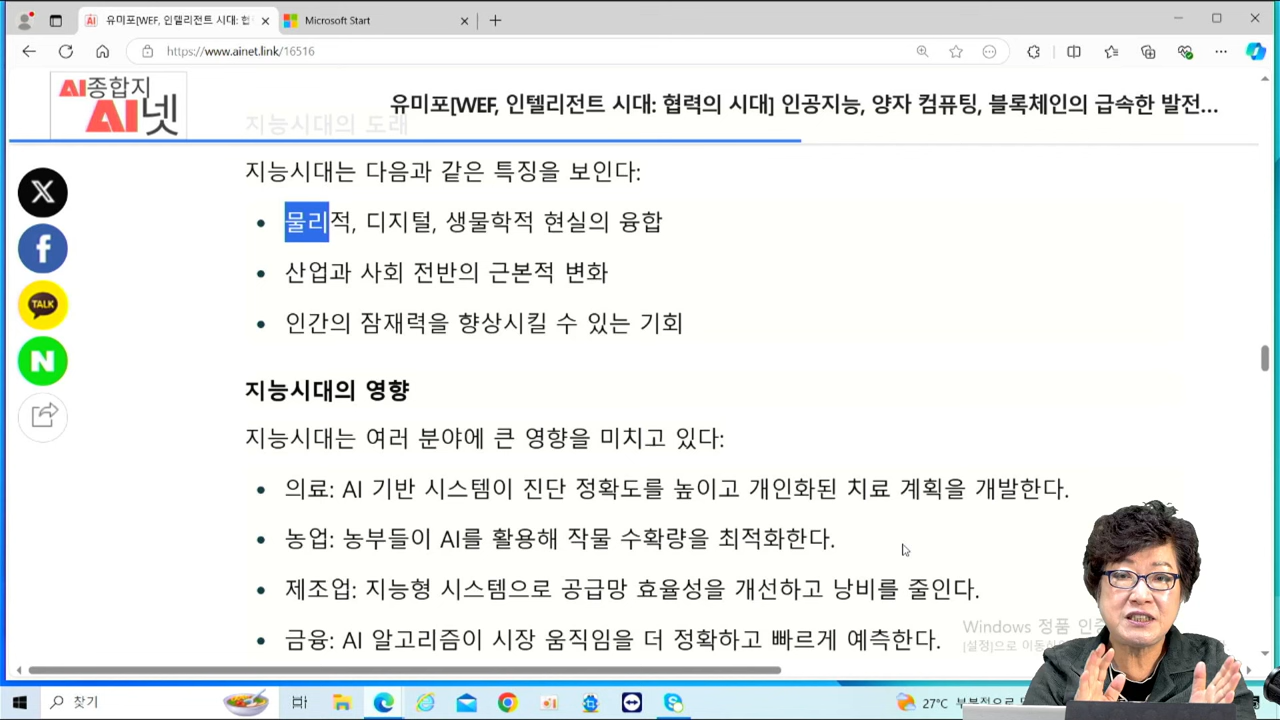 유미포[WEF, 인텔리전트 시대: 협
Microsoft Start
https://www.ainet.link/16516
AI종합지
AI넷
유미포[WEF, 인텔리전트 시대: 협력의 시대] 인공지능, 양자 컴퓨팅, 블록체인의 급속한 발전...
지능시대의 도래
지능시대는 다음과 같은 특징을 보인다:
• 물리적, 디지털, 생물학적 현실의 융합
• 산업과 사회 전반의 근본적 변화
• 인간의 잠재력을 향상시킬 수 있는 기회
지능시대의 영향
지능시대는 여러 분야에 큰 영향을 미치고 있다:
• 의료: AI 기반 시스템이 진단 정확도를 높이고 개인화된 치료 계획을 개발한다.
• 농업: 농부들이 AI를 활용해 작물 수확량을 최적화한다.
• 제조업: 지능형 시스템으로 공급망 효율성을 개선하고 낭비를 줄인다.
• 금융: AI 알고리즘이 시장 움직임을 더 정확하고 빠르게 예측한다.
TALK
N
Windows 정품 인증
[설정]으로 이동
찾기
27°C 부분적으로